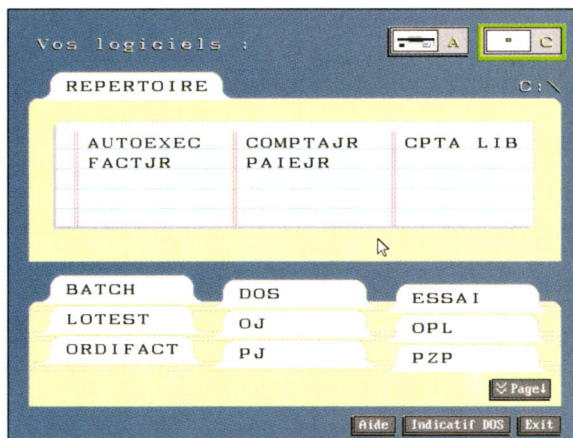 Vos logiciels :
A
C
REPERTOIRE
C:\
AUTOEXEC COMPTAJR CPTA LIB
FACTJR PAIEJR
BATCH DOS ESSAI
LOTEST OJ OPL
ORDIFACT PJ PZP
Page↓
Aide Indicatif DOS Exit